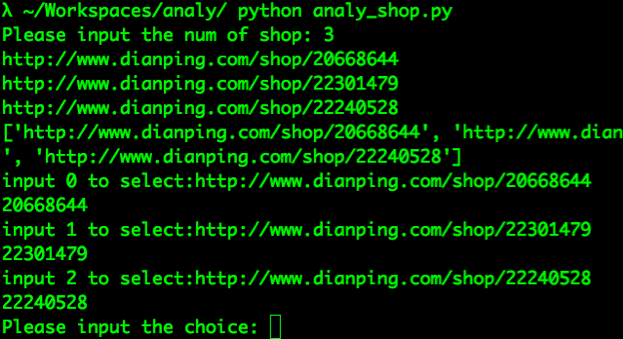 λ ~/Workspaces/analy/ python analy_shop.py
Please input the num of shop: 3
http://www.dianping.com/shop/20668644
http://www.dianping.com/shop/22301479
http://www.dianping.com/shop/22240528
['http://www.dianping.com/shop/20668644', 'http://www.dian
', 'http://www.dianping.com/shop/22240528']
input 0 to select:http://www.dianping.com/shop/20668644
20668644
input 1 to select:http://www.dianping.com/shop/22301479
22301479
input 2 to select:http://www.dianping.com/shop/22240528
22240528
Please input the choice: